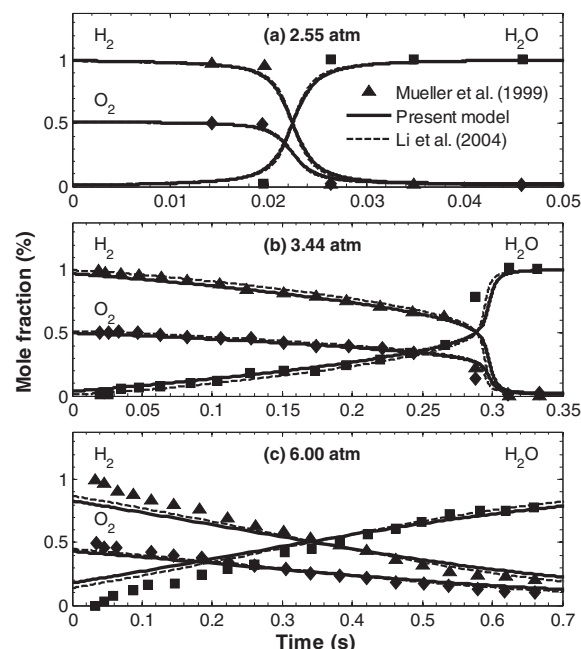 H2 (a) 2.55 atm H2O
O2
Mueller et al. (1999)
Present model
Li et al. (2004)
1
0.5
0
0 0.01 0.02 0.03 0.04 0.05
H2 (b) 3.44 atm H2O
O2
1
0.5
0
0 0.05 0.1 0.15 0.2 0.25 0.3 0.35
Mole fraction (%)
H2 (c) 6.00 atm H2O
O2
1
0.5
0
0 0.1 0.2 0.3 0.4 0.5 0.6 0.7
Time (s)